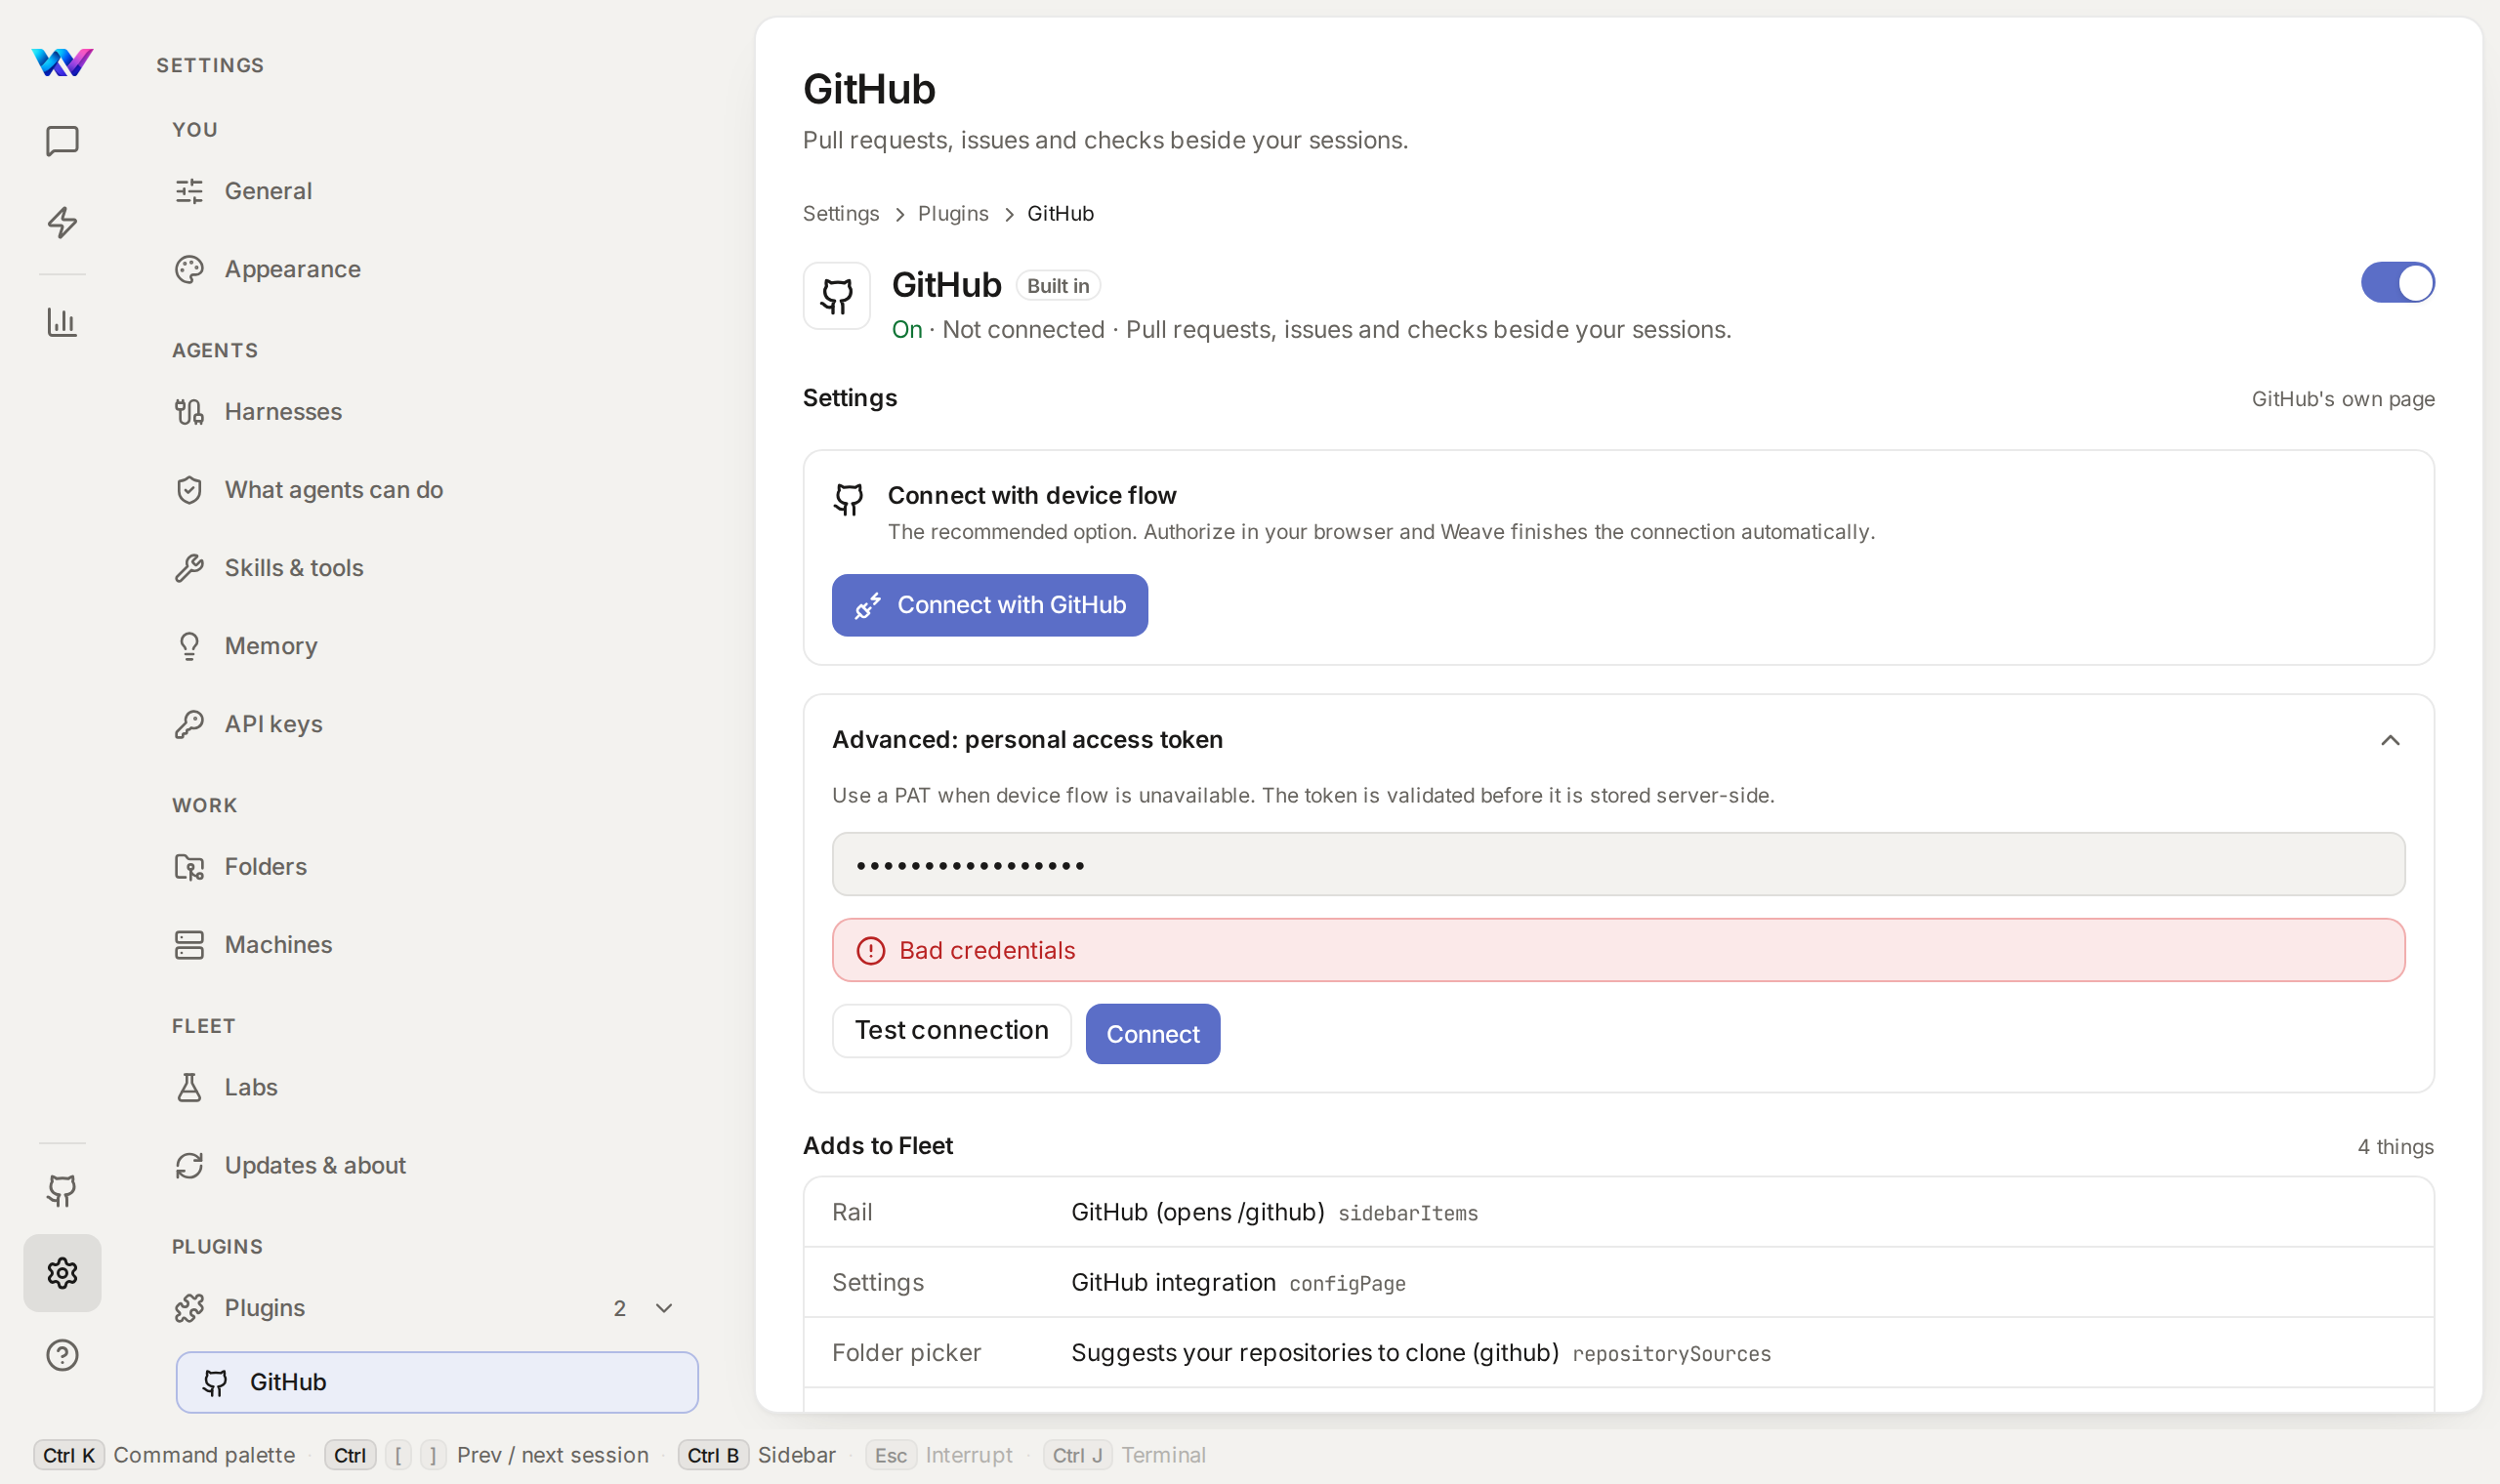 SETTINGS
YOU
General
Appearance
AGENTS
Harnesses
What agents can do
Skills & tools
Memory
API keys
WORK
Folders
Machines
FLEET
Labs
Updates & about
PLUGINS
Plugins 2
GitHub
GitHub
Pull requests, issues and checks beside your sessions.
Settings > Plugins > GitHub
GitHub Built in
On · Not connected · Pull requests, issues and checks beside your sessions.
Settings GitHub's own page
Connect with device flow
The recommended option. Authorize in your browser and Weave finishes the connection automatically.
Connect with GitHub
Advanced: personal access token
Use a PAT when device flow is unavailable. The token is validated before it is stored server-side.
•••••••••••••••••
Bad credentials
Test connection Connect
Adds to Fleet 4 things
Rail GitHub (opens /github) sidebarItems
Settings GitHub integration configPage
Folder picker Suggests your repositories to clone (github) repositorySources
Ctrl K Command palette · Ctrl [ ] Prev / next session · Ctrl B Sidebar · Esc Interrupt · Ctrl J Terminal